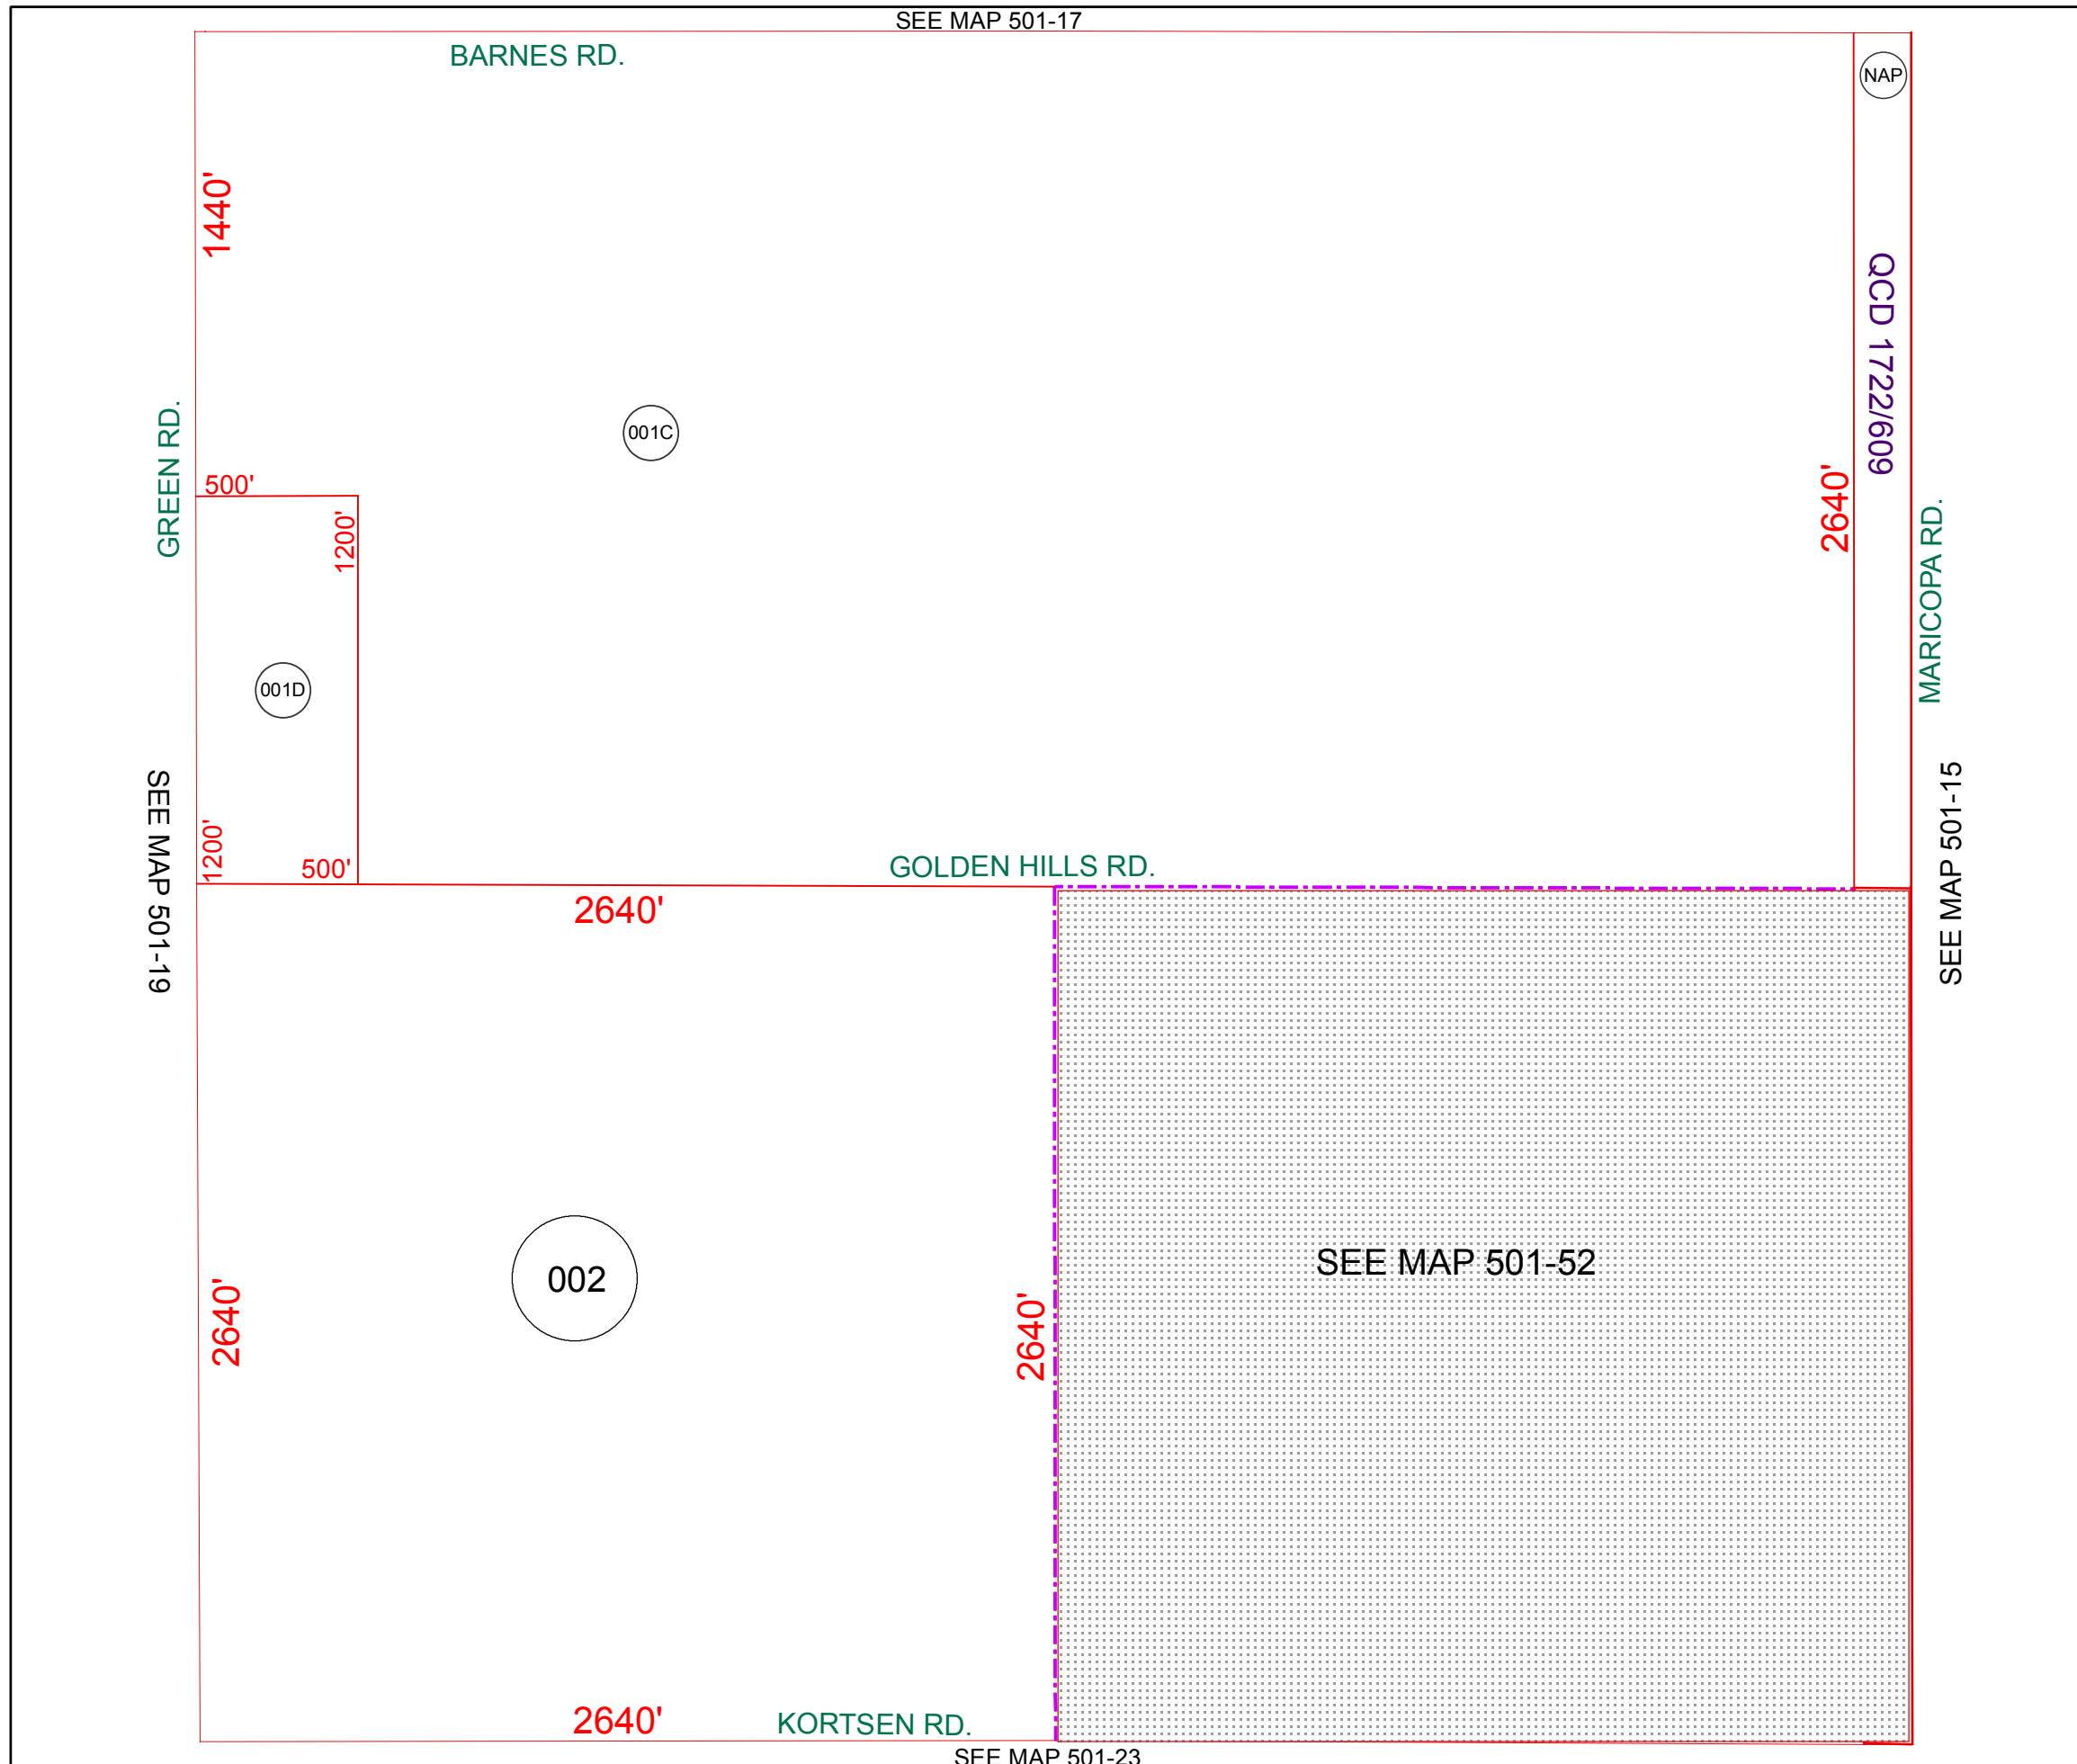 SEE MAP 501-17
BARNES RD.
NAP
1440'
QCD 1722/609
GREEN RD.
001C
500'
1200'
2640'
MARICOPA RD.
001D
SEE MAP 501-19
1200'
500'
GOLDEN HILLS RD.
SEE MAP 501-15
2640'
002
SEE MAP 501-52
2640'
2640'
2640'
KORTSEN RD.
SEE MAP 501-23